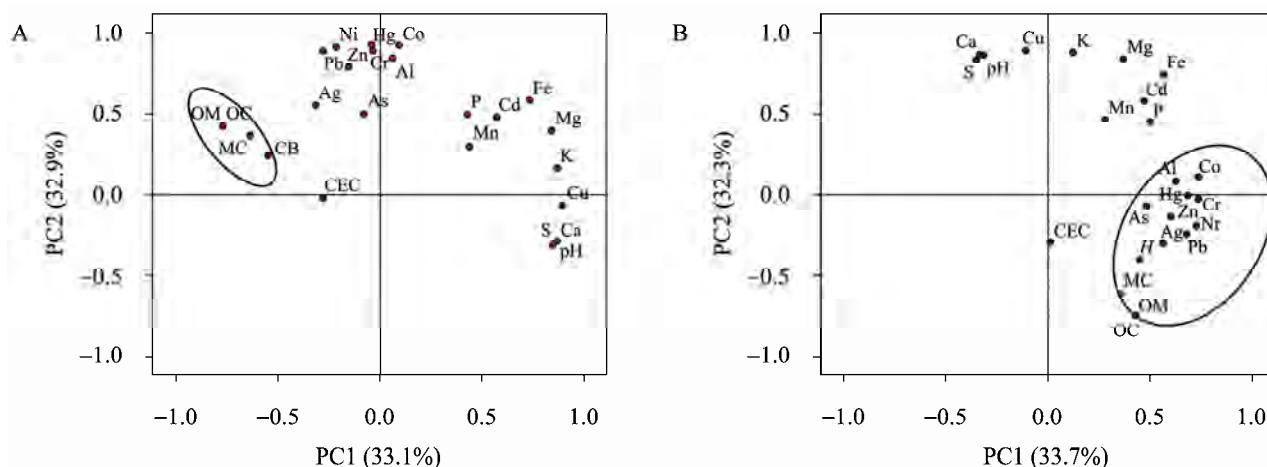 A
PC2 (32.9%)
1.0
0.5
0.0
−0.5
−1.0
Ni Hg Co
Zn
Pb Cr Al
Ag As
OM OC
MC CB
CEC
P Cd Fe
Mn Mg
K
Cu
S Ca
pH
−1.0 −0.5 0.0 0.5 1.0
PC1 (33.1%)
B
PC2 (32.3%)
1.0
0.5
0.0
−0.5
−1.0
Ca Cu K Mg
S pH Fe
Cd
Mn P
Al Co
Hg Cr
As Zn Nr
CEC Ag Pb
H
MC
OM
OC
−1.0 −0.5 0.0 0.5 1.0
PC1 (33.7%)